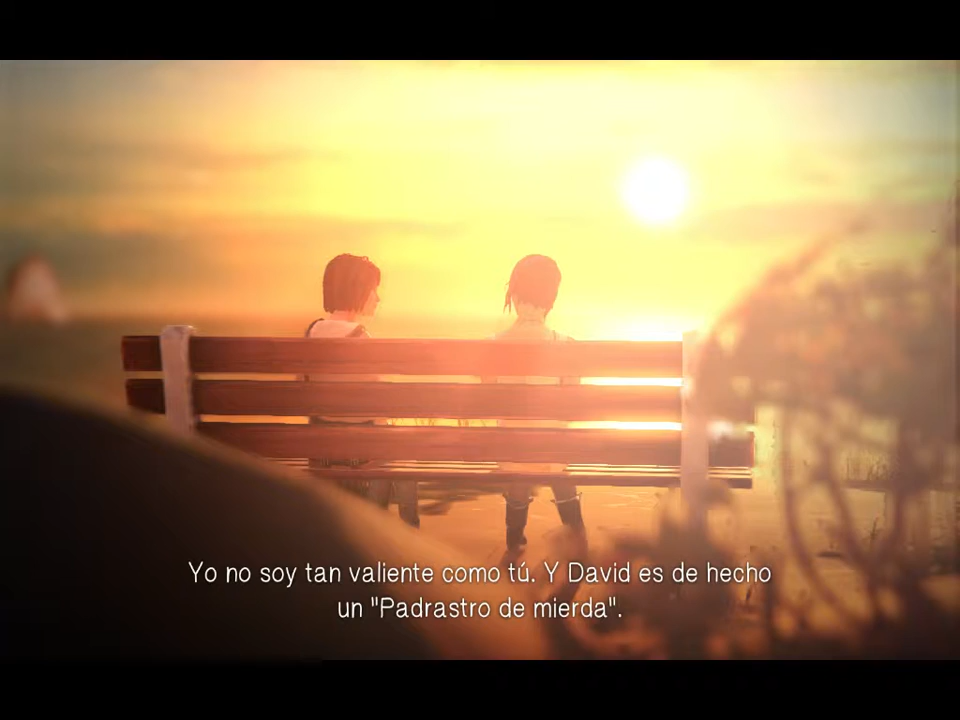 Yo no soy tan valiente como tú. Y David es de hecho
un "Padrastro de mierda".